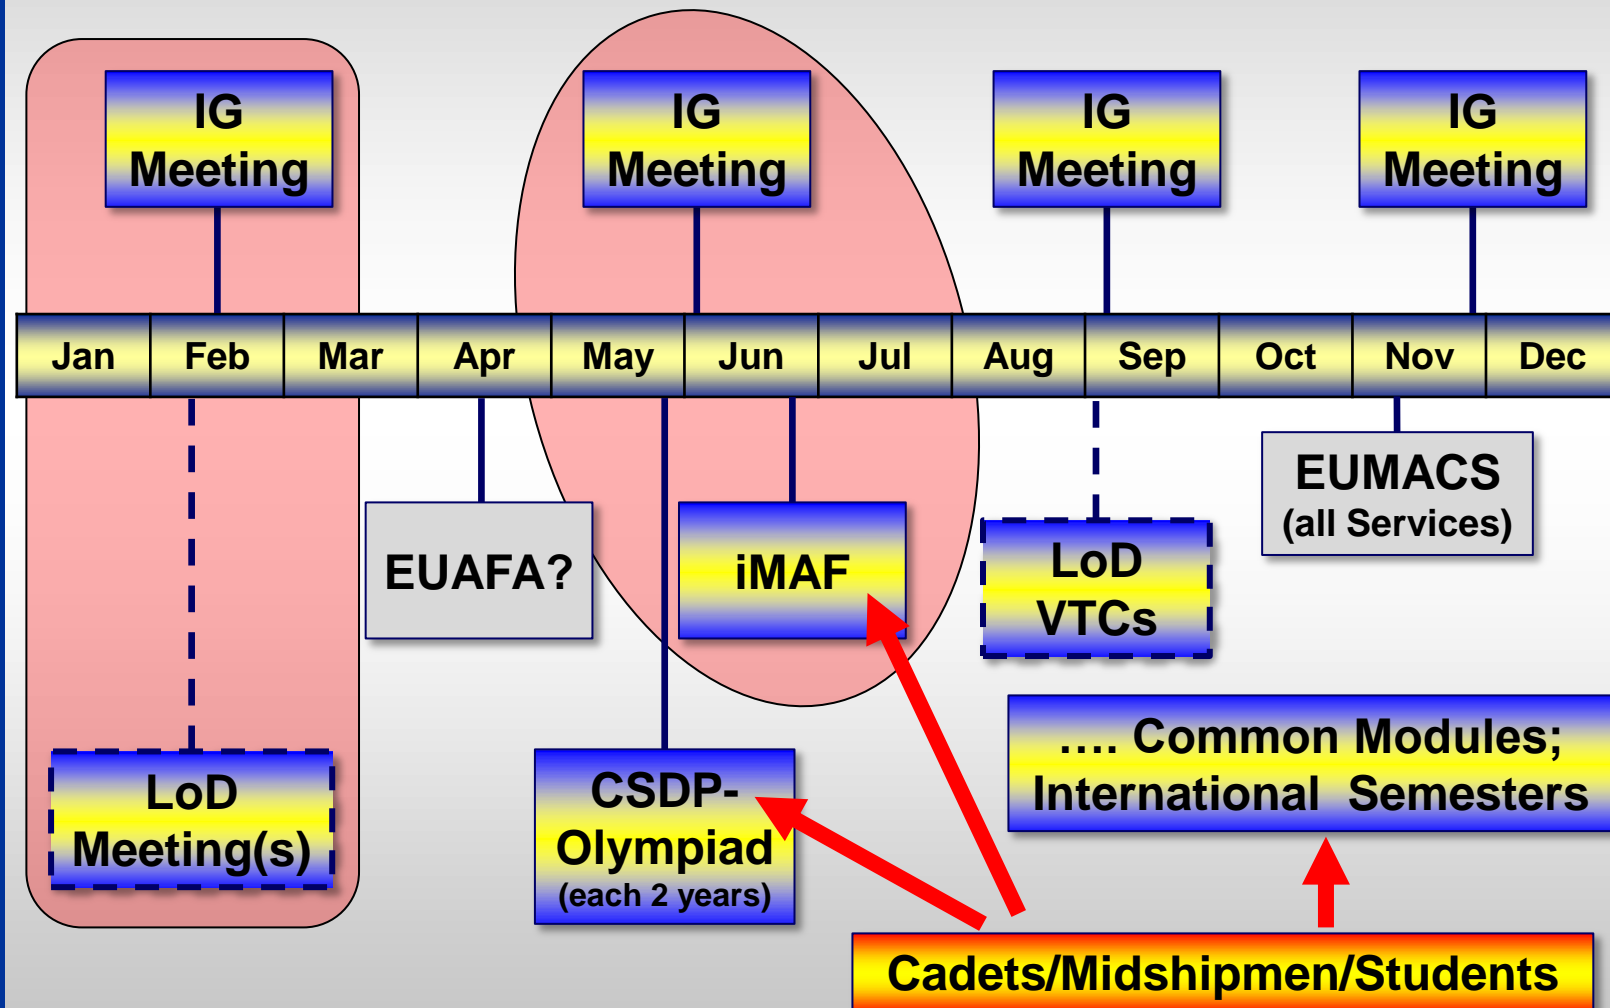 IG
Meeting
IG
Meeting
IG
Meeting
IG
Meeting
Jan Feb Mar Apr May Jun Jul Aug Sep Oct Nov Dec
EUMACS
(all Services)
EUAFA?
iMAF
LoD
VTCs
LoD
Meeting(s)
CSDP-
Olympiad
(each 2 years)
.... Common Modules;
International Semesters
Cadets/Midshipmen/Students